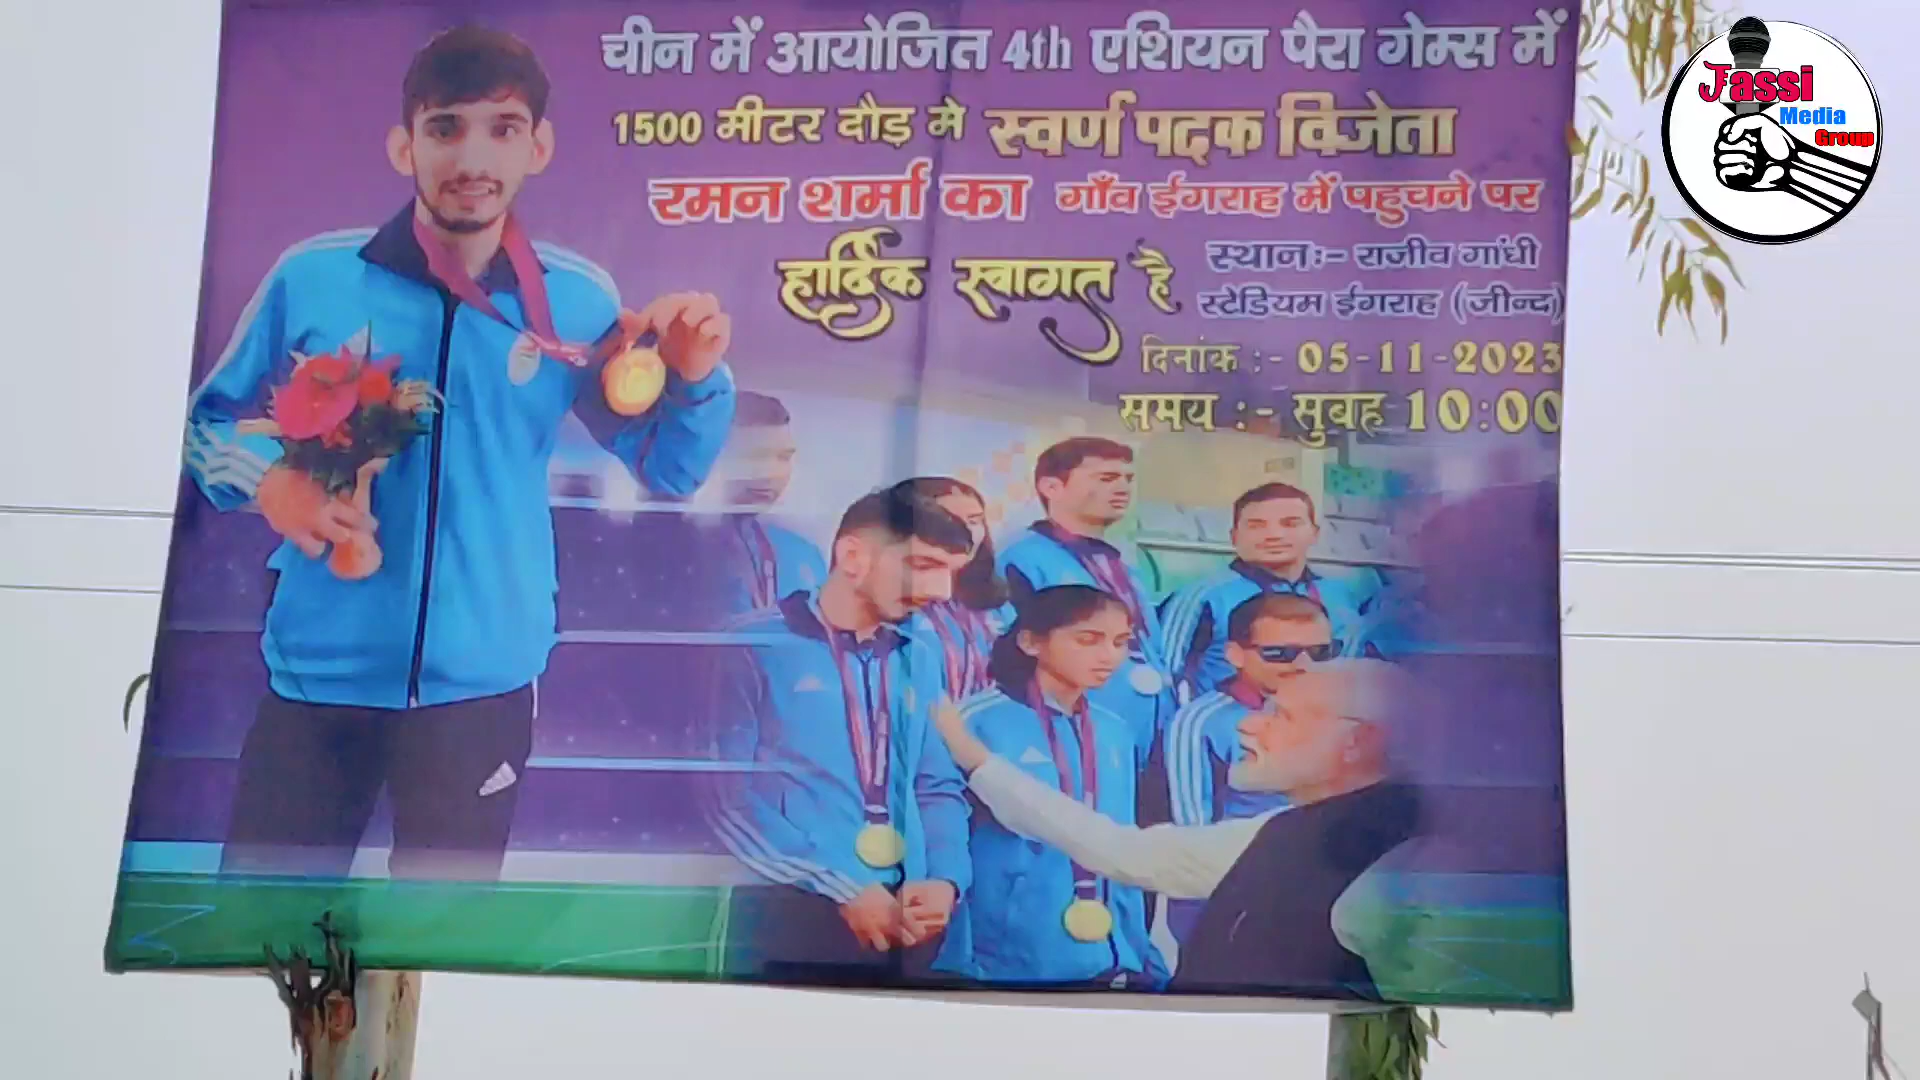 चीन में आयोजित 4th एशियन पैरा गेम्स में
1500 मीटर दौड़ मे स्वर्ण पदक विजेता
रमन शर्मा का गाँव ईगराह में पहुचने पर
हार्दिक स्वागत है
स्थान:- राजीव गांधी
स्टेडियम ईगराह (जीन्द)
दिनांक :- 05-11-2023
समय :- सुबह 10:00
Jassi
Media
Group